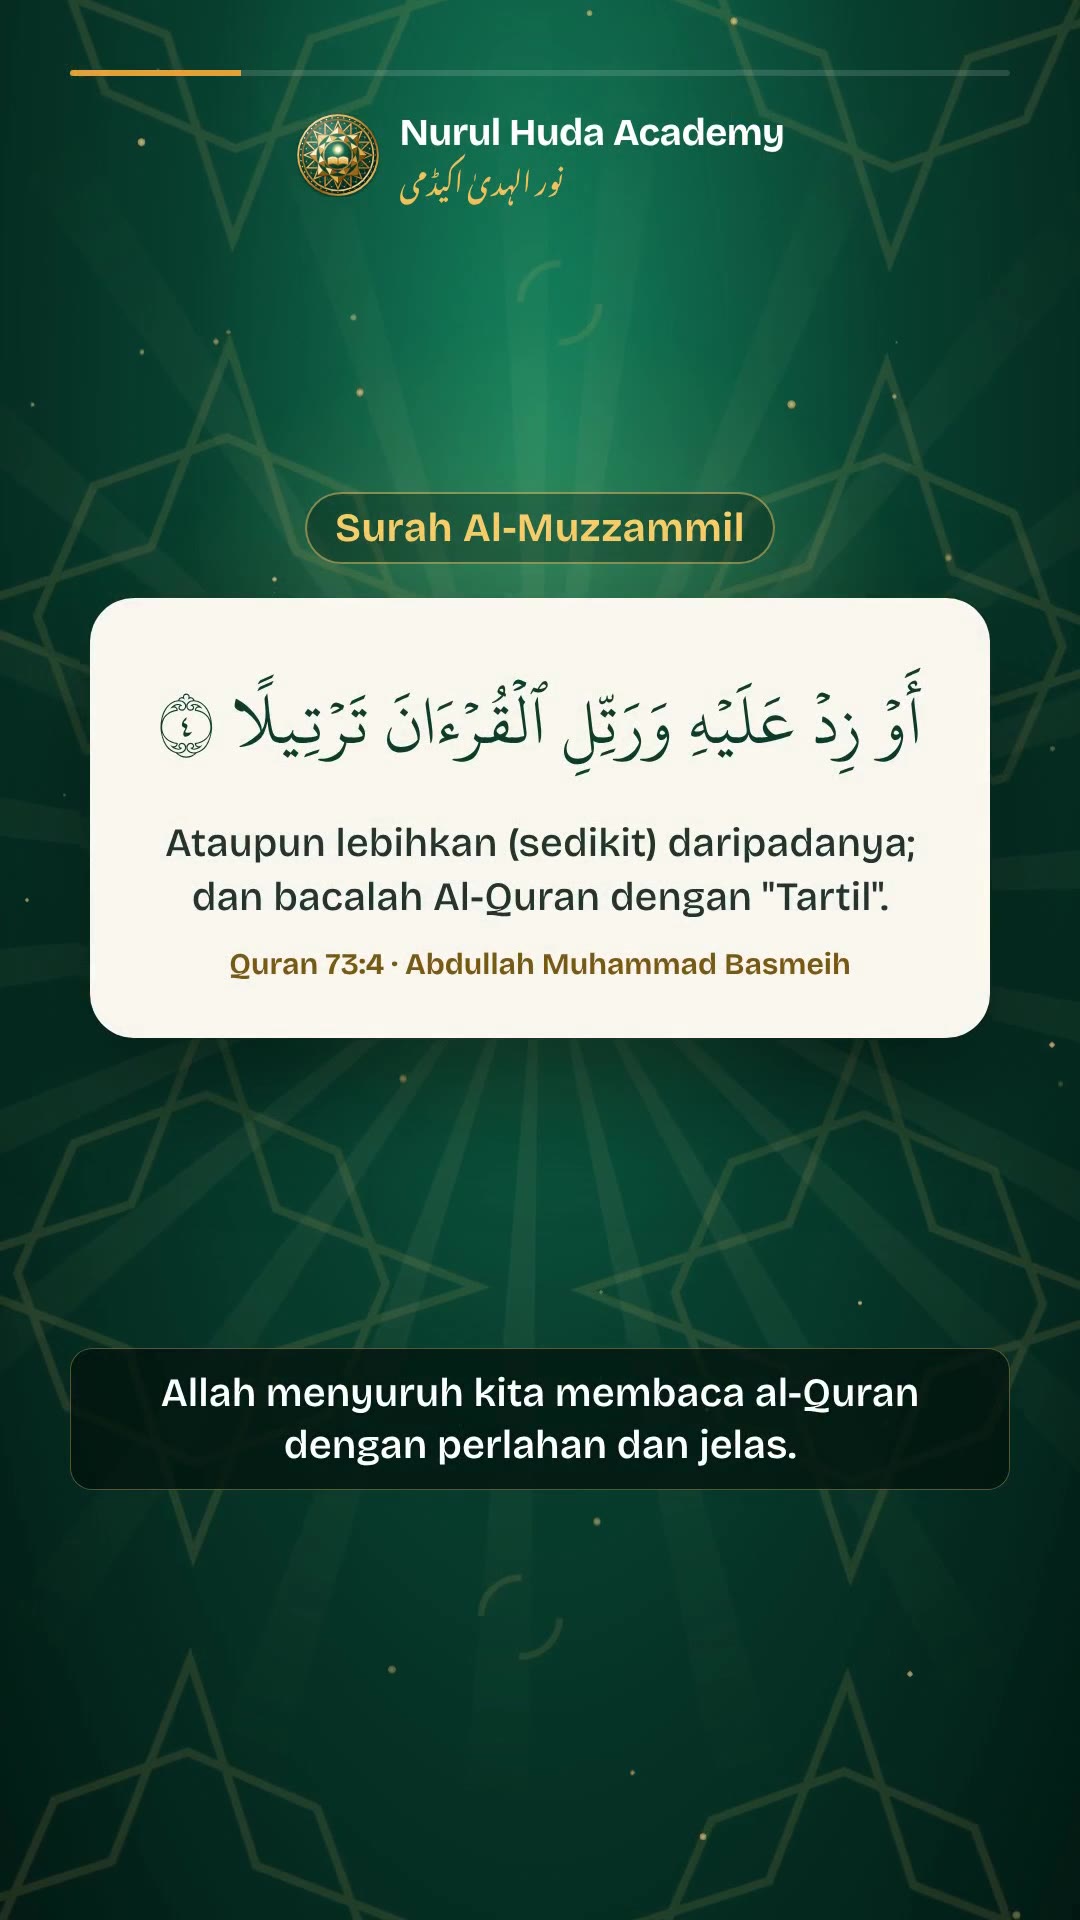 Nurul Huda Academy
نور الہدیٰ اکیڈمی
Surah Al-Muzzammil
أَوۡ زِدۡ عَلَيۡهِ وَرَتِّلِ ٱلۡقُرۡءَانَ تَرۡتِيلًا ٤
Ataupun lebihkan (sedikit) daripadanya;
dan bacalah Al-Quran dengan "Tartil".
Quran 73:4 · Abdullah Muhammad Basmeih
Allah menyuruh kita membaca al-Quran
dengan perlahan dan jelas.